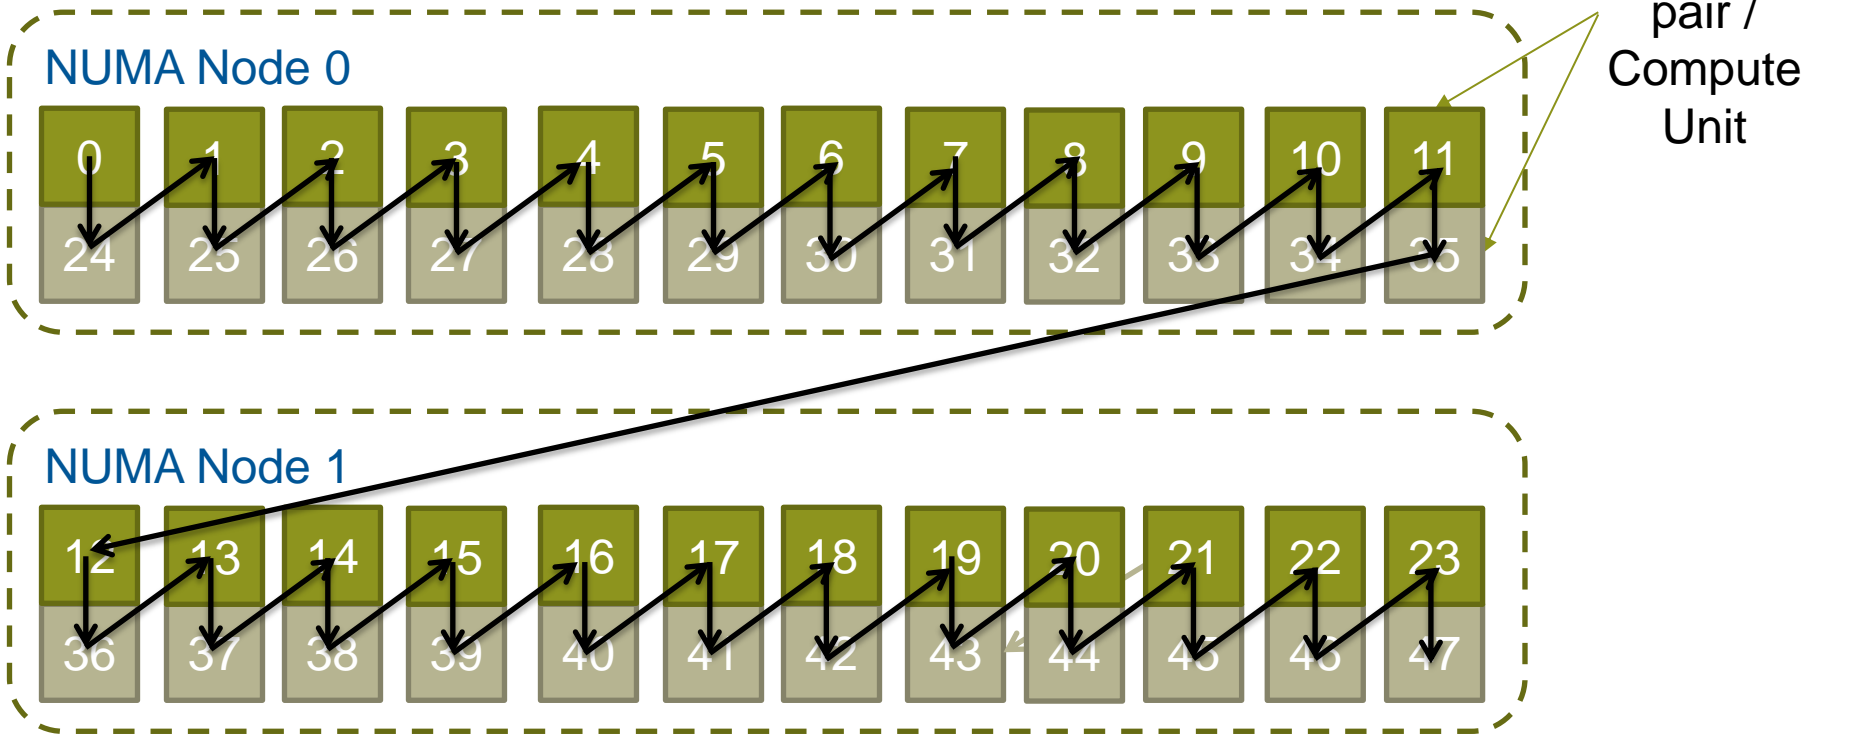 pair /
Compute
Unit
NUMA Node 0
0 1 2 3 4 5 6 7 8 9 10 11
24 25 26 27 28 29 30 31 32 33 34 35
NUMA Node 1
12 13 14 15 16 17 18 19 20 21 22 23
36 37 38 39 40 41 42 43 44 45 46 47